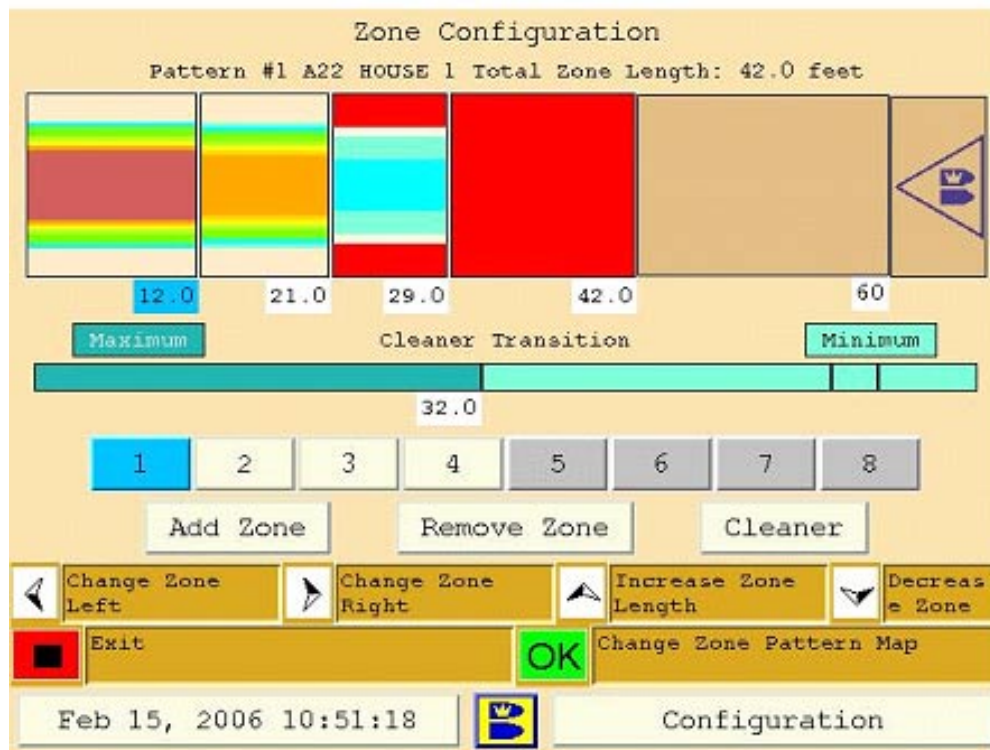 Zone Configuration
Pattern #1 A22 HOUSE 1 Total Zone Length: 42.0 feet
12.0 21.0 29.0 42.0 60
Maximum Cleaner Transition Minimum
32.0
1 2 3 4 5 6 7 8
Add Zone Remove Zone Cleaner
Change Zone Left
Change Zone Right
Increase Zone Length
Decreas
e Zone
Exit
OK Change Zone Pattern Map
Feb 15, 2006 10:51:18 Configuration